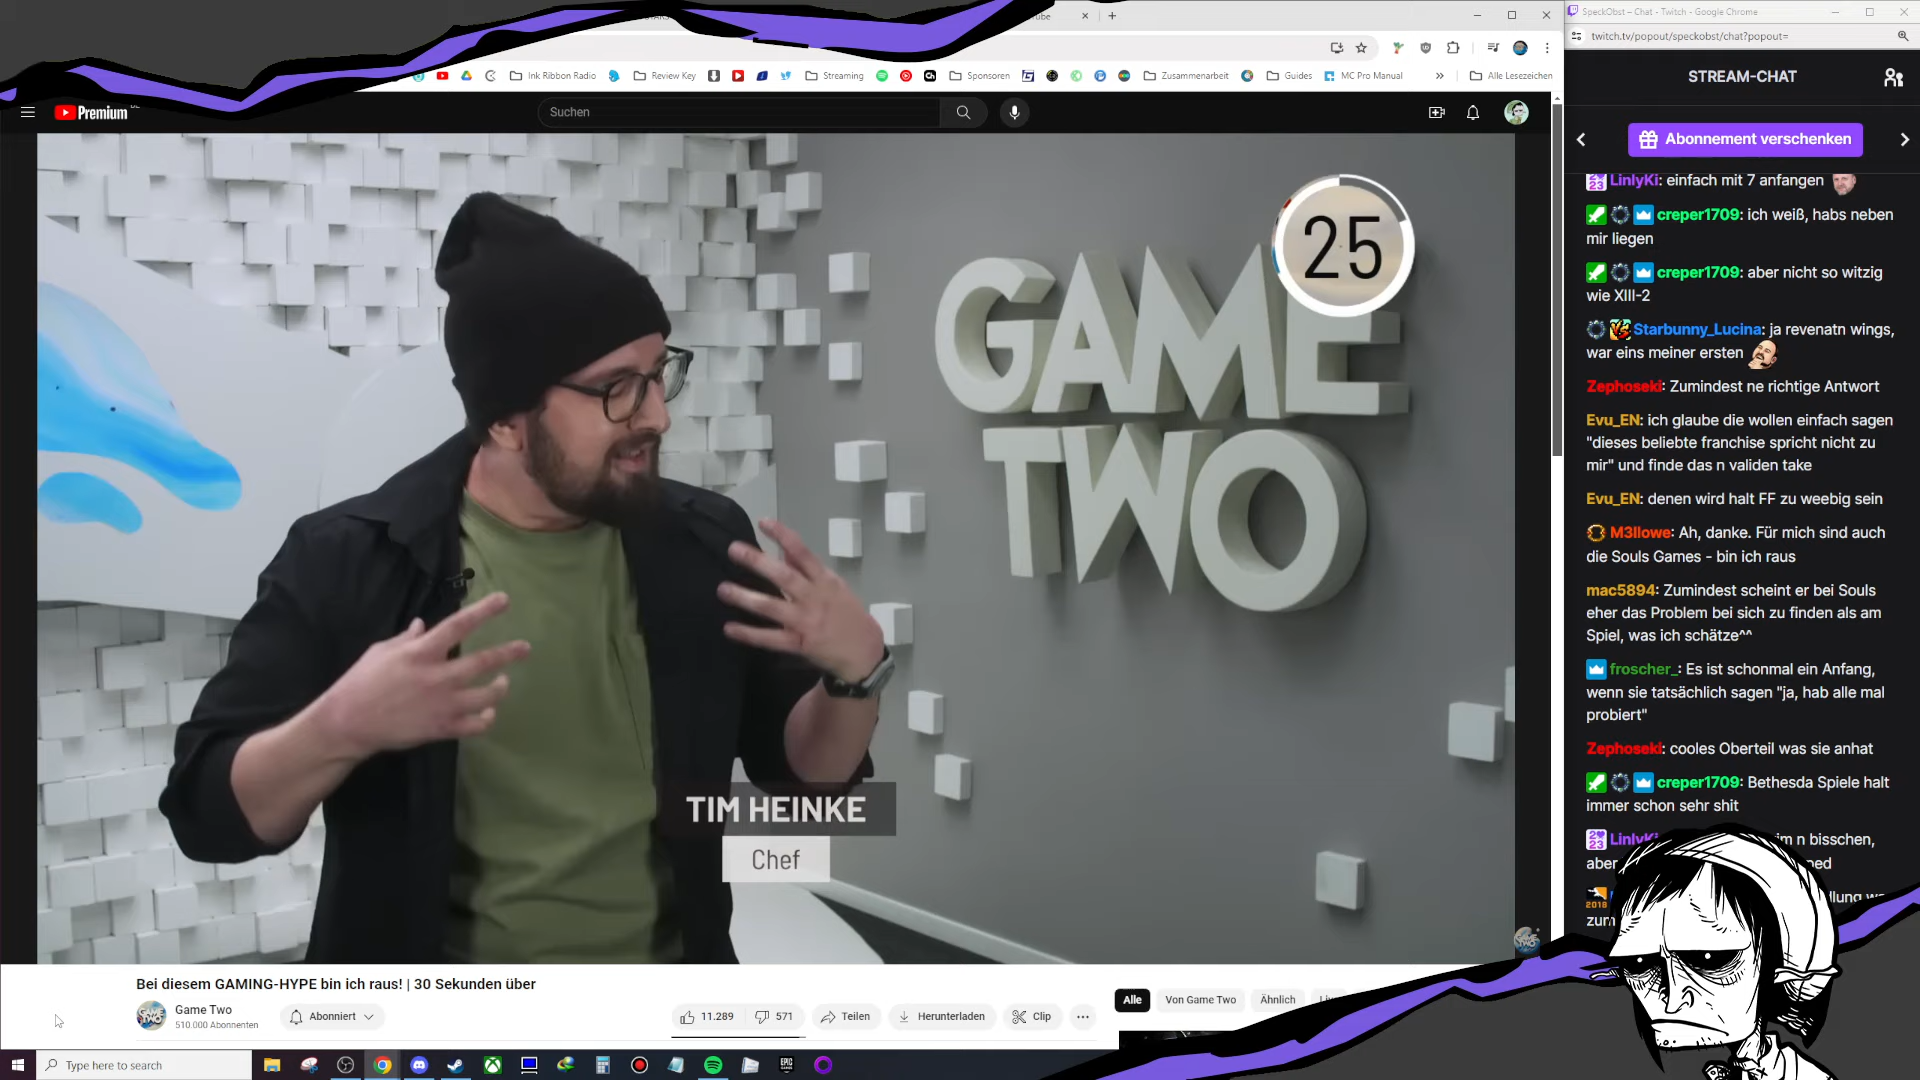 SpeckObst – Chat - Twitch - Google Chrome
twitch.tv/popout/speckobst/chat?popout=
Ink Ribbon Radio
Review Key
Streaming
Sponsoren
Zusammenarbeit
Guides
MC Pro Manual
»
Alle Lesezeichen
Premium
Suchen
25
GAME
TWO
TIM HEINKE
Chef
Bei diesem GAMING-HYPE bin ich raus! | 30 Sekunden über
Game Two
510.000 Abonnenten
Abonniert
11.289
571
Teilen
Herunterladen
Clip
Alle
Von Game Two
Ähnlich
Type here to search
STREAM-CHAT
Abonnement verschenken
LinlyKi: einfach mit 7 anfangen
creper1709: ich weiß, habs neben
mir liegen
creper1709: aber nicht so witzig
wie XIII-2
Starbunny_Lucina: ja revenatn wings,
war eins meiner ersten
Zephoseki: Zumindest ne richtige Antwort
Evu_EN: ich glaube die wollen einfach sagen
"dieses beliebte franchise spricht nicht zu
mir" und finde das n validen take
Evu_EN: denen wird halt FF zu weebig sein
M3llowe: Ah, danke. Für mich sind auch
die Souls Games - bin ich raus
mac5894: Zumindest scheint er bei Souls
eher das Problem bei sich zu finden als am
Spiel, was ich schätze^^
froscher_: Es ist schonmal ein Anfang,
wenn sie tatsächlich sagen "ja, hab alle mal
probiert"
Zephoseki: cooles Oberteil was sie anhat
creper1709: Bethesda Spiele halt
immer schon sehr shit
n bisschen,